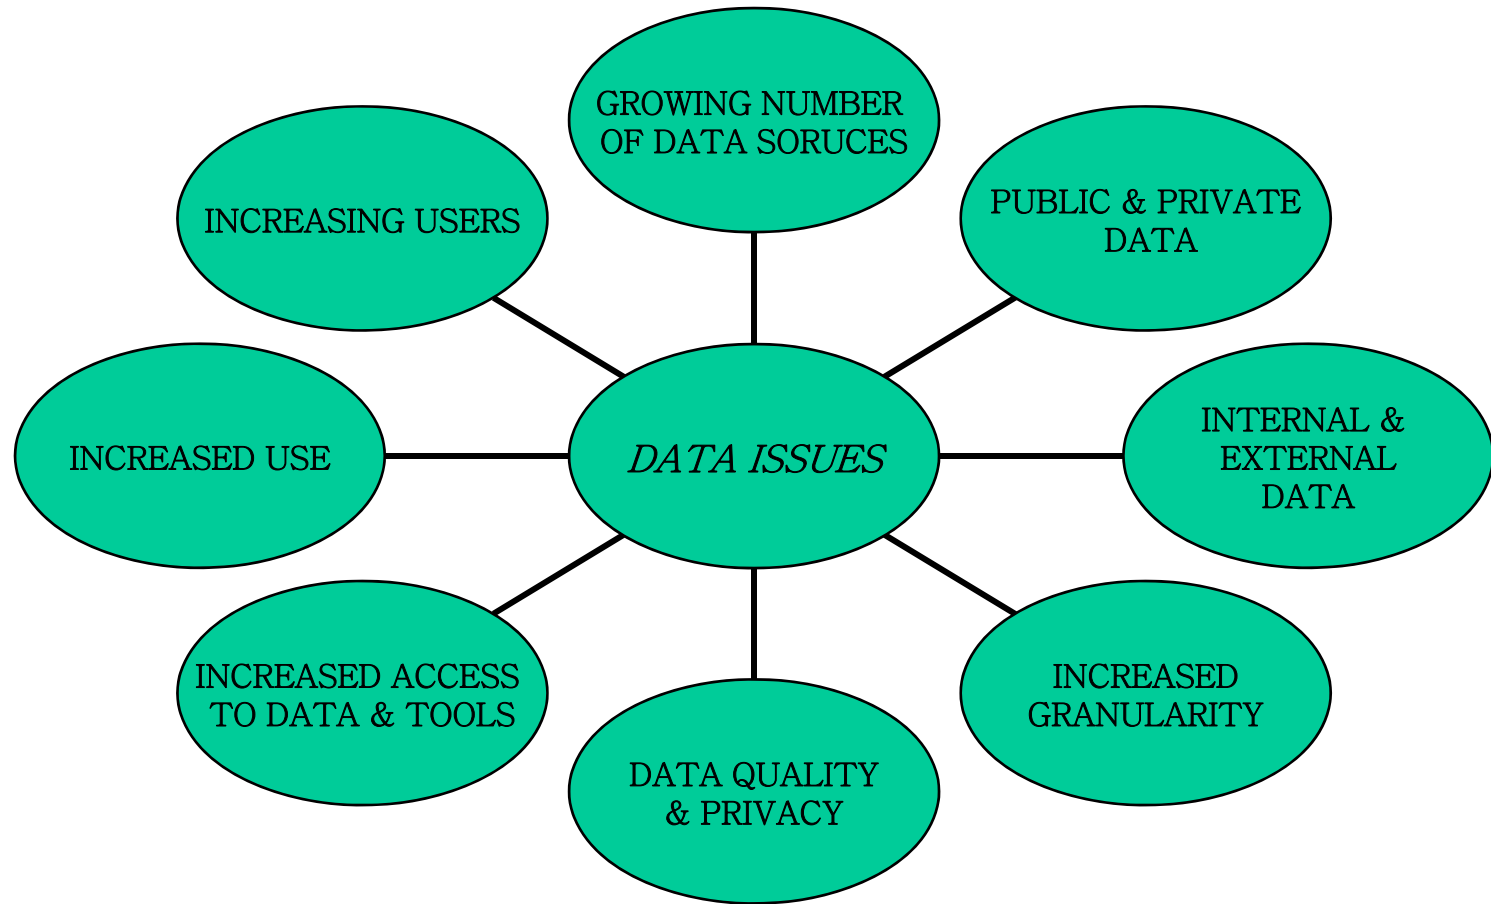 GROWING NUMBER
OF DATA SORUCES
PUBLIC & PRIVATE
DATA
INCREASING USERS
INTERNAL &
EXTERNAL
DATA
DATA ISSUES
INCREASED USE
INCREASED ACCESS
TO DATA & TOOLS
INCREASED
GRANULARITY
DATA QUALITY
& PRIVACY